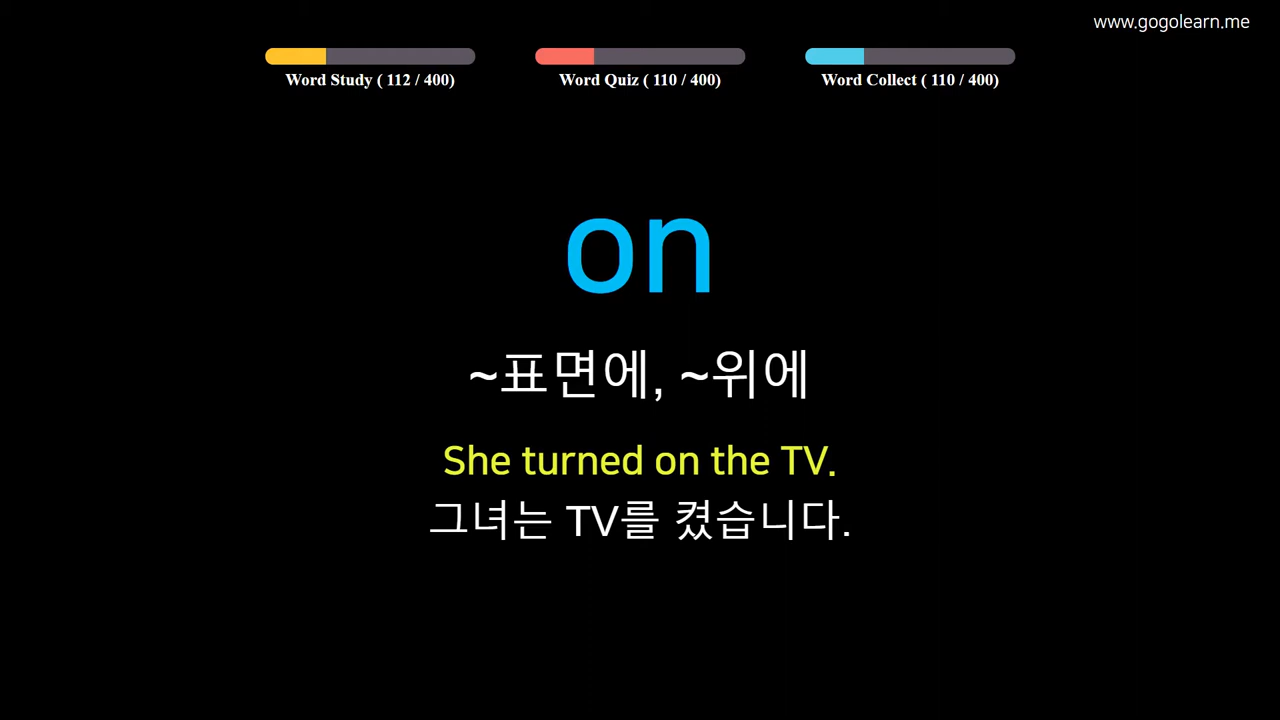 www.gogolearn.me
Word Study ( 112 / 400)
Word Quiz ( 110 / 400)
Word Collect ( 110 / 400)
on
~표면에, ~위에
She turned on the TV.
그녀는 TV를 켰습니다.